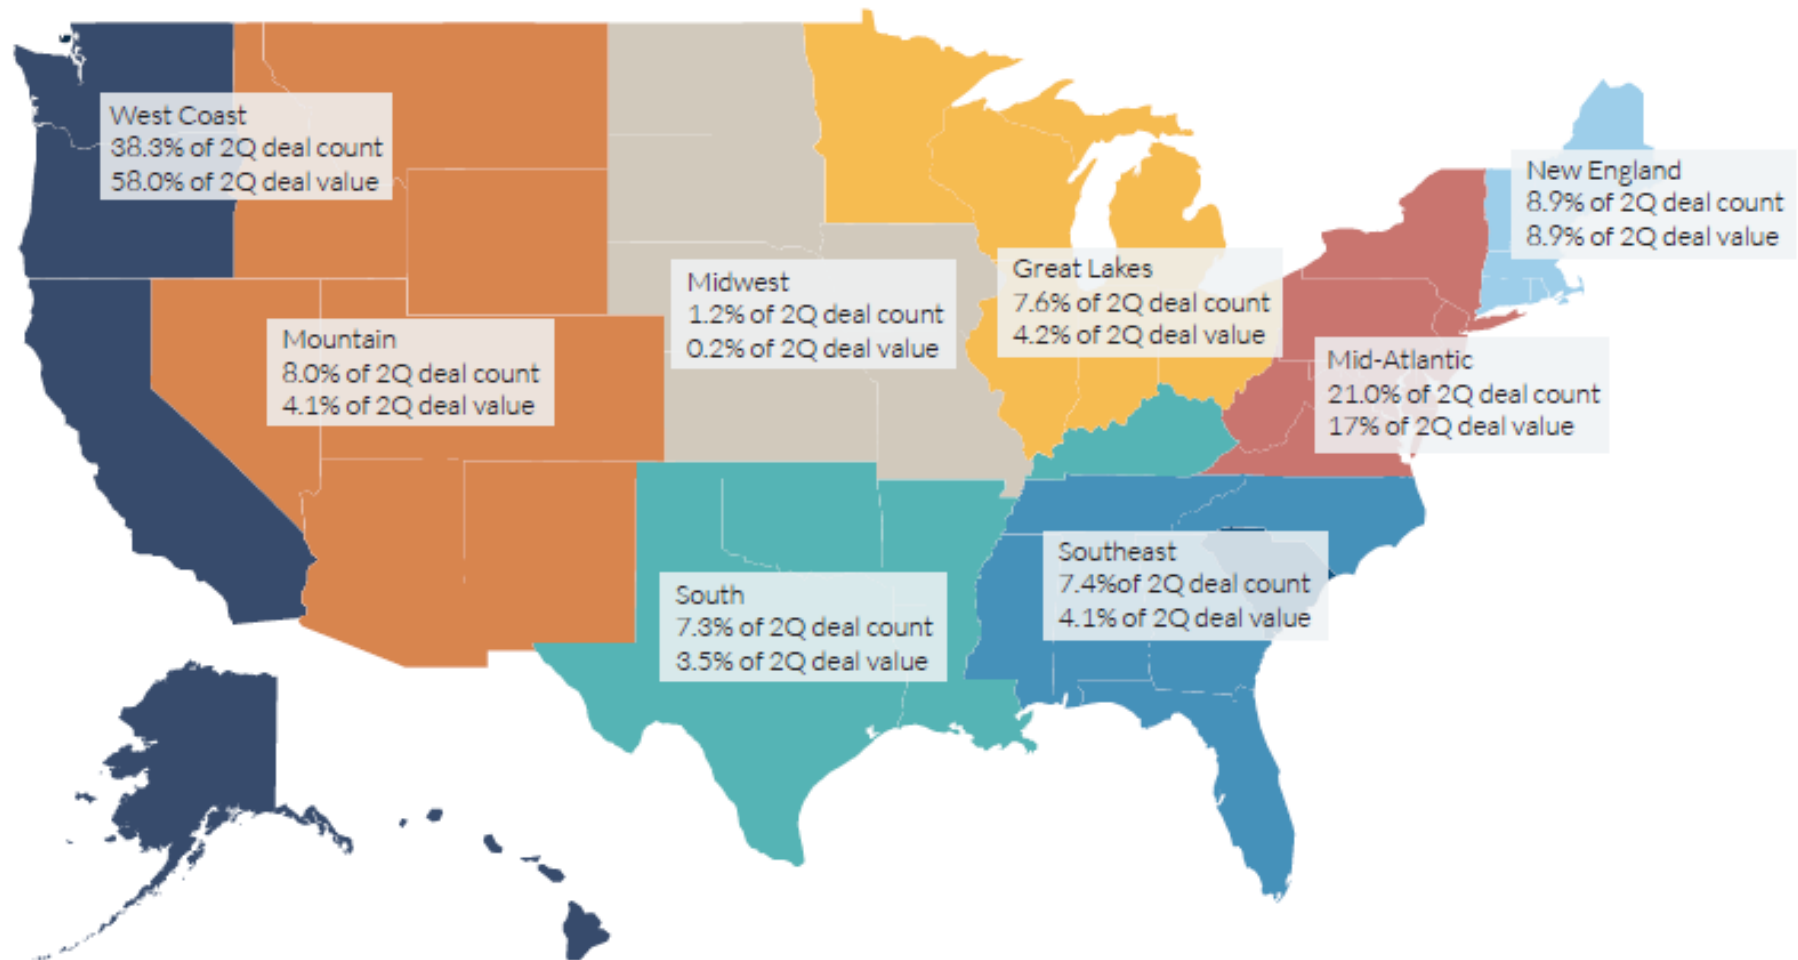 West Coast
38.3% of 2Q deal count
58.0% of 2Q deal value
New England
8.9% of 2Q deal count
8.9% of 2Q deal value
Midwest
1.2% of 2Q deal count
0.2% of 2Q deal value
Great Lakes
7.6% of 2Q deal count
4.2% of 2Q deal value
Mountain
8.0% of 2Q deal count
4.1% of 2Q deal value
Mid-Atlantic
21.0% of 2Q deal count
17% of 2Q deal value
South
7.3% of 2Q deal count
3.5% of 2Q deal value
Southeast
7.4%of 2Q deal count
4.1% of 2Q deal value